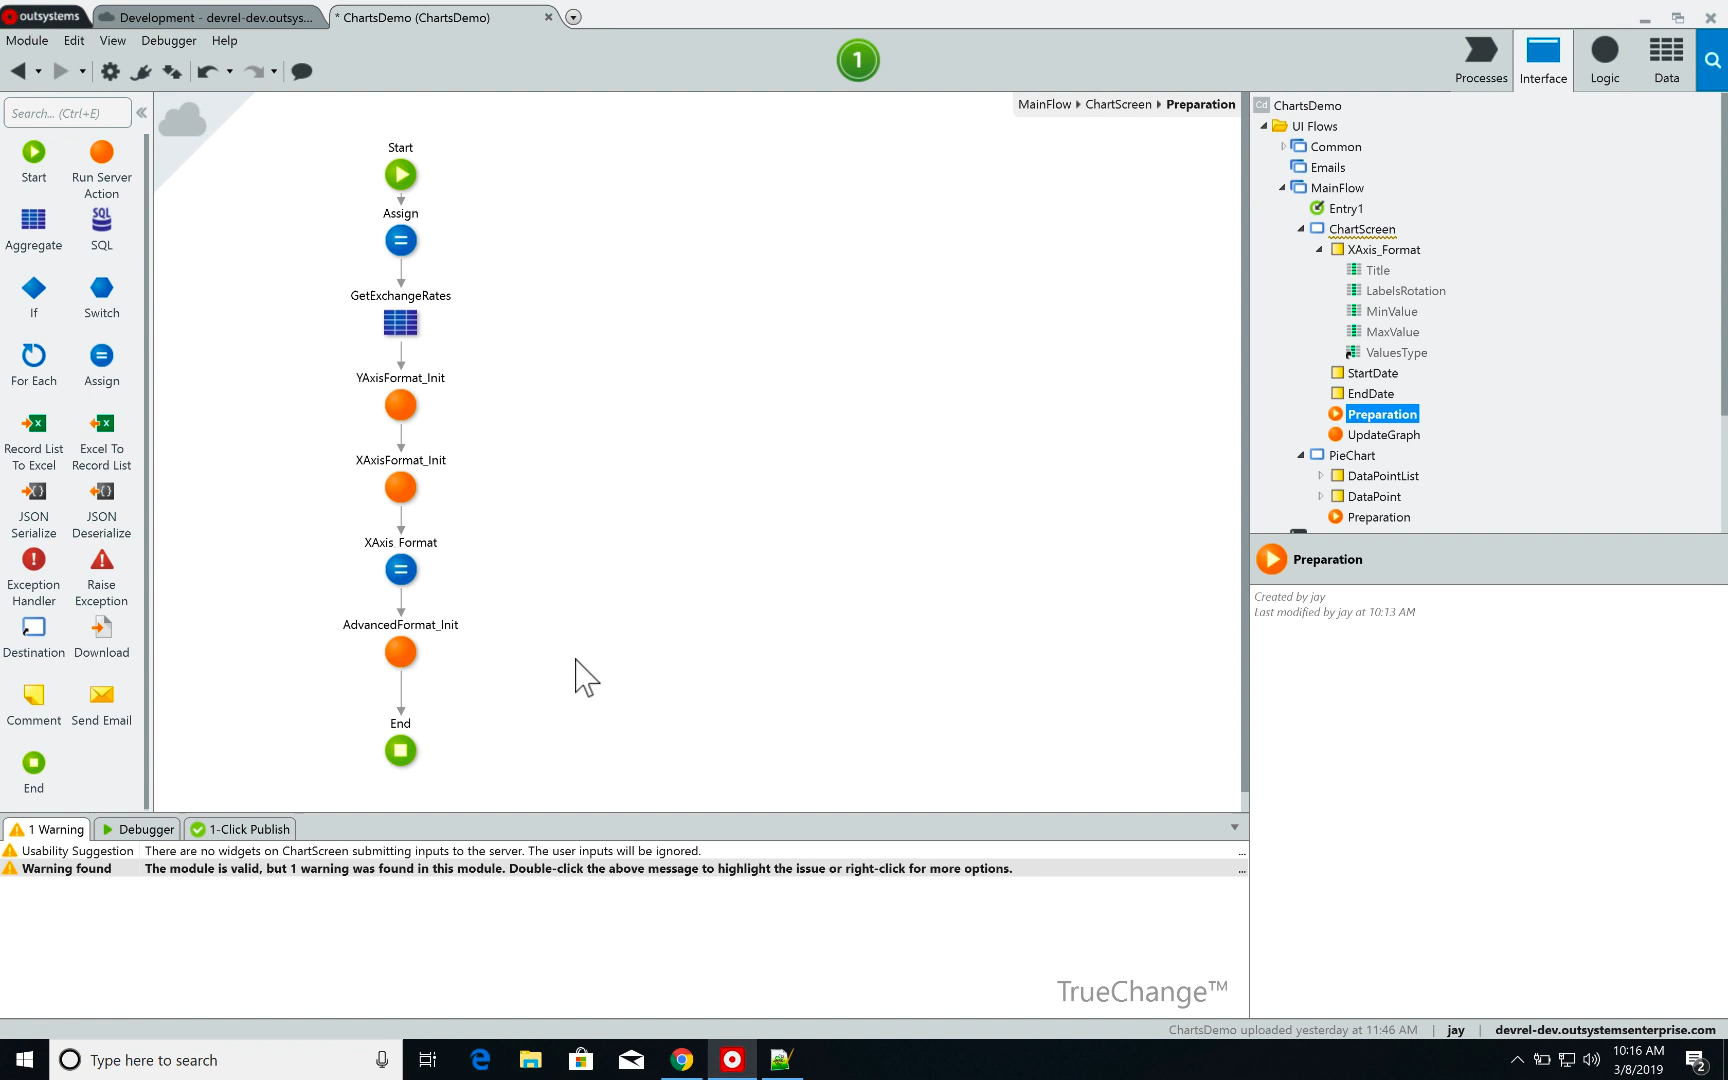 outsystems
Development - devrel-dev.outsys...
* ChartsDemo (ChartsDemo)
Module Edit View Debugger Help
1
Processes Interface Logic Data
Search... (Ctrl+E)
MainFlow ChartScreen Preparation
Start
Run Server
Action
Aggregate
SQL
If
Switch
For Each
Assign
Record List
To Excel
Excel To
Record List
JSON
Serialize
JSON
Deserialize
Exception
Handler
Raise
Exception
Destination
Download
Comment
Send Email
End
Start
Assign
GetExchangeRates
YAxisFormat_Init
XAxisFormat_Init
XAxis Format
AdvancedFormat_Init
End
ChartsDemo
UI Flows
Common
Emails
MainFlow
Entry1
ChartScreen
XAxis_Format
Title
LabelsRotation
MinValue
MaxValue
ValuesType
StartDate
EndDate
Preparation
UpdateGraph
PieChart
DataPointList
DataPoint
Preparation
Preparation
Created by jay
Last modified by jay at 10:13 AM
1 Warning Debugger 1-Click Publish
Usability Suggestion There are no widgets on ChartScreen submitting inputs to the server. The user inputs will be ignored. ...
Warning found The module is valid, but 1 warning was found in this module. Double-click the above message to highlight the issue or right-click for more options. ...
TrueChange™
ChartsDemo uploaded yesterday at 11:46 AM | jay | devrel-dev.outsystemsenterprise.com
Type here to search
10:16 AM
3/8/2019
2